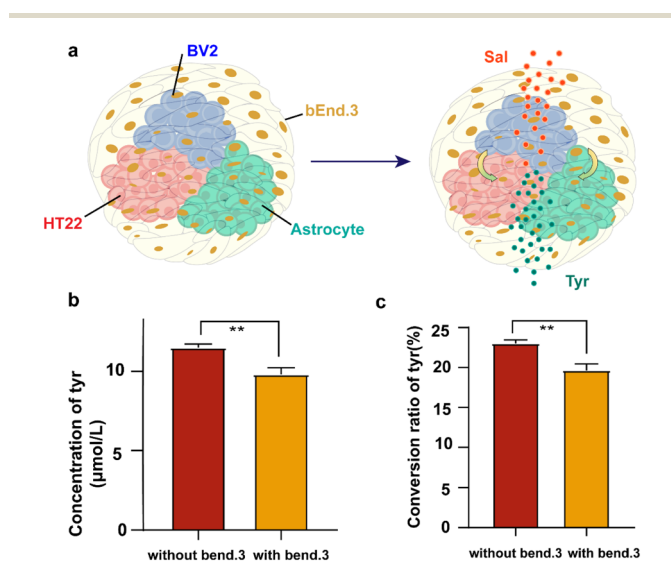 a
BV2
bEnd.3
HT22
Astrocyte
Sal
Tyr
b
Concentration of tyr
(μmol/L)
10
5
0
**
without bend.3 with bend.3
c
Conversion ratio of tyr(%)
25
20
15
10
5
0
**
without bend.3 with bend.3